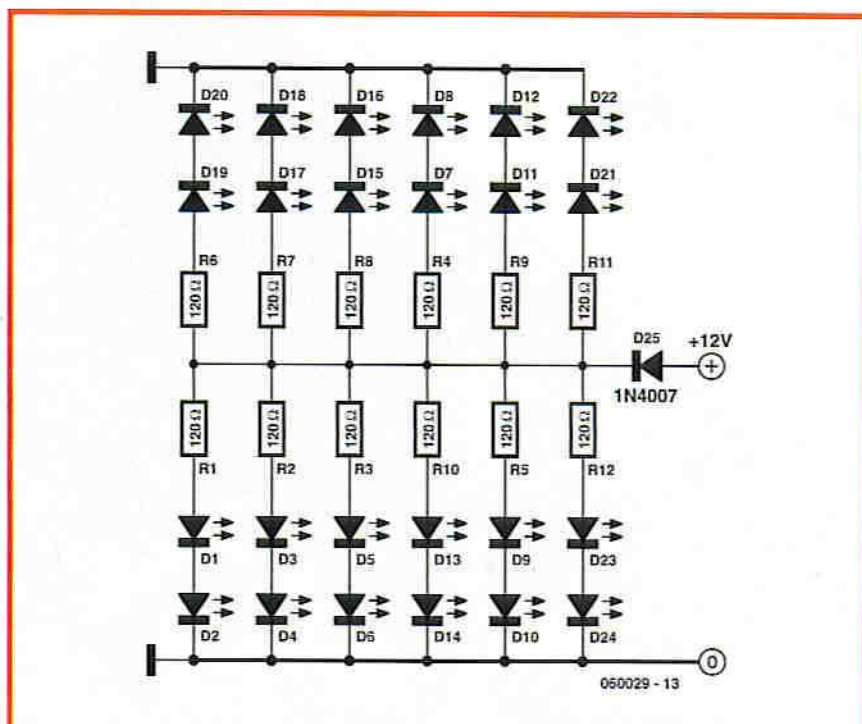 D20 D18 D16 D8 D12 D22
D19 D17 D15 D7 D11 D21
R6 R7 R8 R4 R9 R11
120 Ω 120 Ω 120 Ω 120 Ω 120 Ω 120 Ω
D25 +12V
+
1N4007
120 Ω 120 Ω 120 Ω 120 Ω 120 Ω 120 Ω
R1 R2 R3 R10 R5 R12
D1 D3 D5 D13 D9 D23
D2 D4 D6 D14 D10 D24
0
060029 - 13